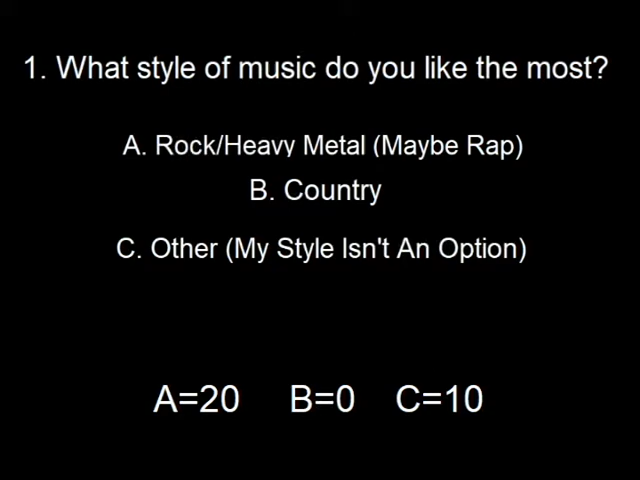 1. What style of music do you like the most?
A. Rock/Heavy Metal (Maybe Rap)
B. Country
C. Other (My Style Isn't An Option)
A=20 B=0 C=10